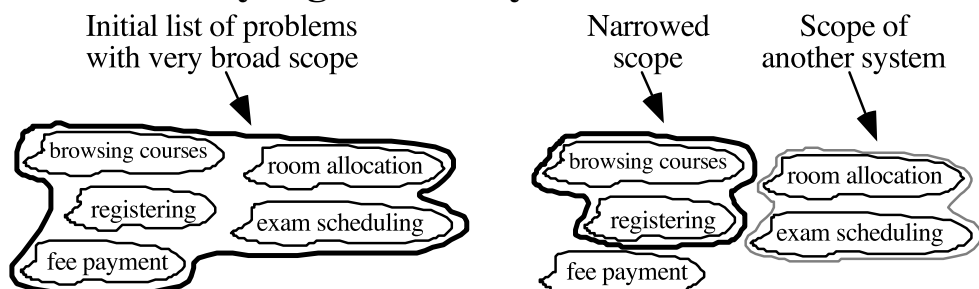 Initial list of problems
with very broad scope
browsing courses
room allocation
registering
exam scheduling
fee payment
Narrowed
scope
browsing courses
registering
fee payment
Scope of
another system
room allocation
exam scheduling